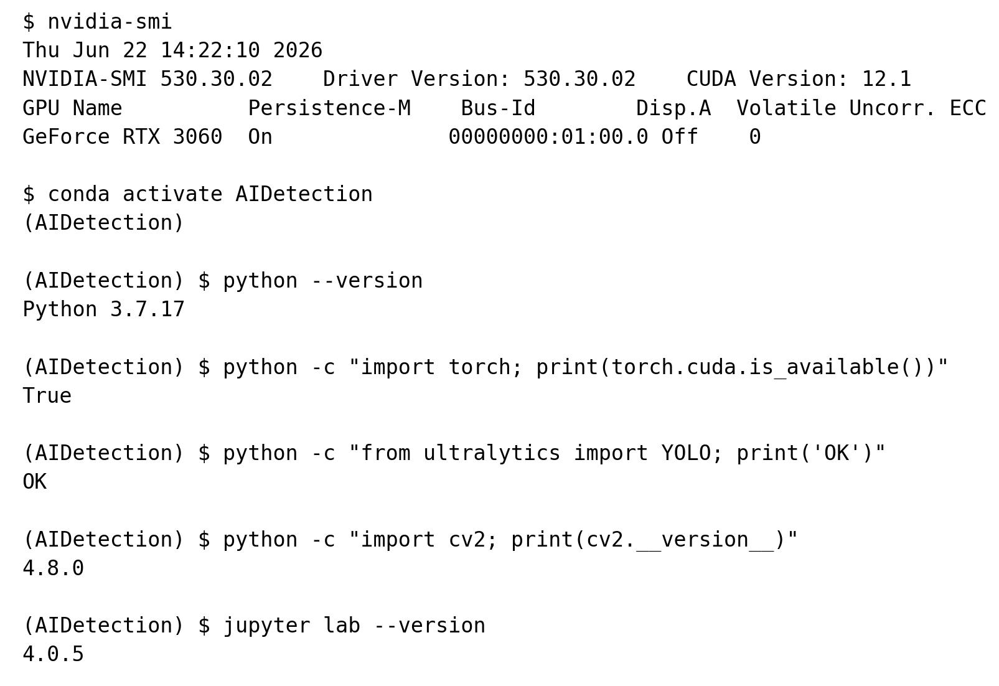 $ nvidia-smi
Thu Jun 22 14:22:10 2026
NVIDIA-SMI 530.30.02    Driver Version: 530.30.02    CUDA Version: 12.1
GPU Name          Persistence-M    Bus-Id        Disp.A  Volatile Uncorr. ECC
GeForce RTX 3060  On              00000000:01:00.0 Off    0
$ conda activate AIDetection
(AIDetection)
(AIDetection) $ python --version
Python 3.7.17
(AIDetection) $ python -c "import torch; print(torch.cuda.is_available())"
True
(AIDetection) $ python -c "from ultralytics import YOLO; print('OK')"
OK
(AIDetection) $ python -c "import cv2; print(cv2.__version__)"
4.8.0
(AIDetection) $ jupyter lab --version
4.0.5